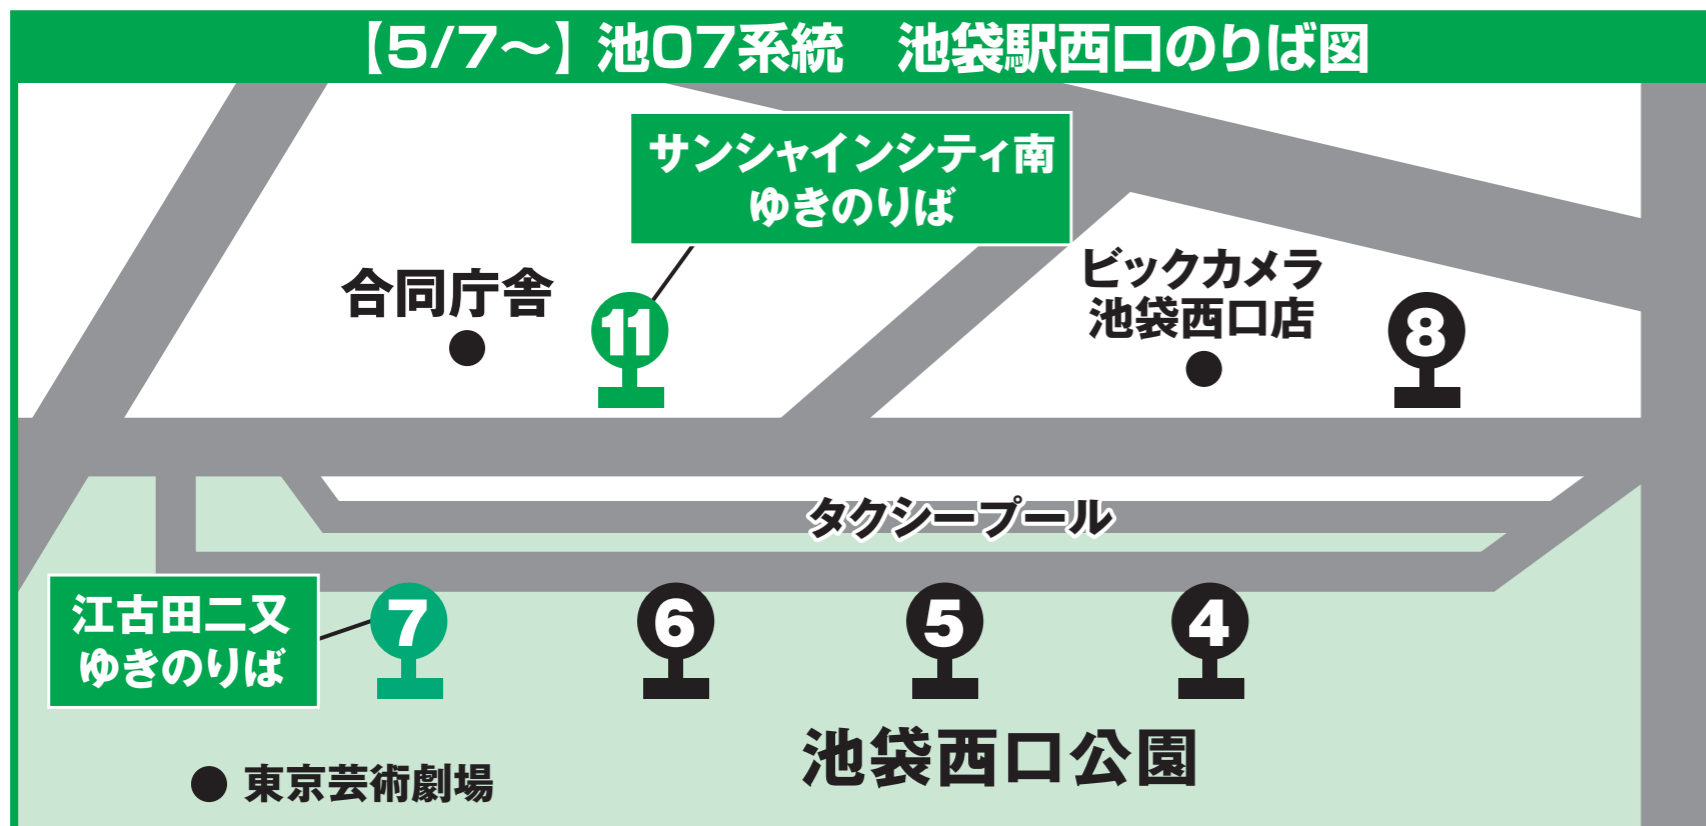 【5/7～】池07系統　池袋駅西口のりば図
サンシャインシティ南
ゆきのりば
合同庁舎
11
ビックカメラ
池袋西口店
8
タクシープール
江古田二又
ゆきのりば
7
6
5
4
池袋西口公園
東京芸術劇場